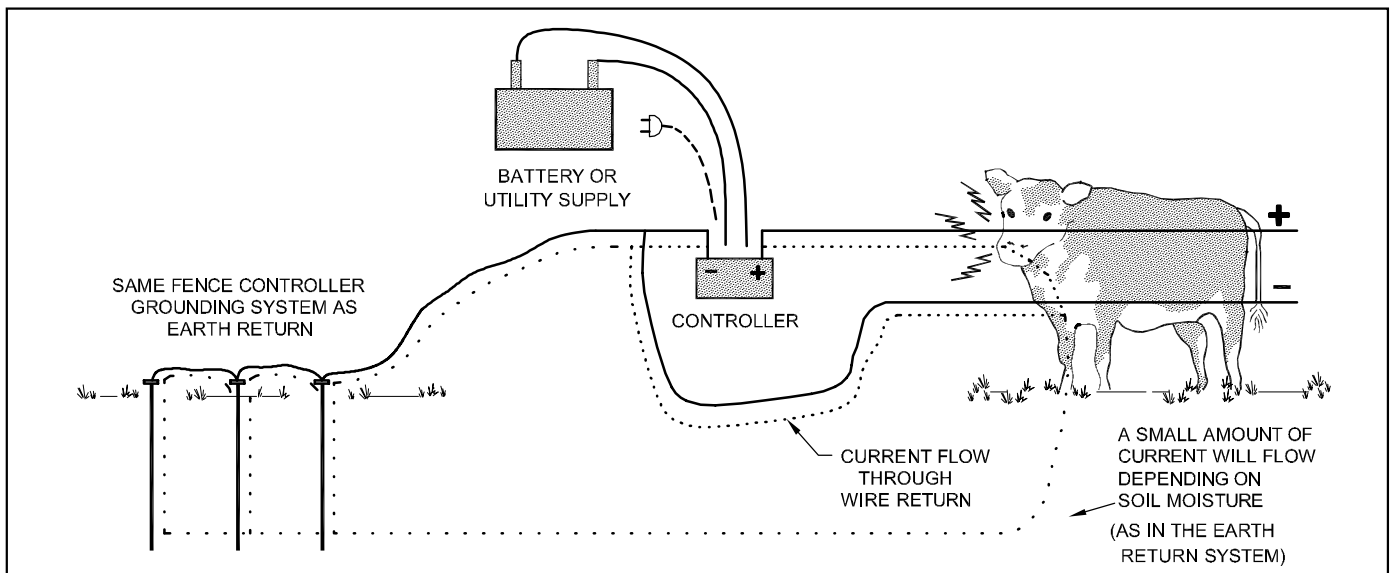 BATTERY OR
UTILITY SUPPLY
+
SAME FENCE CONTROLLER
GROUNDING SYSTEM AS
EARTH RETURN
- +
CONTROLLER
-
CURRENT FLOW
THROUGH
WIRE RETURN
A SMALL AMOUNT OF
CURRENT WILL FLOW
DEPENDING ON
SOIL MOISTURE
(AS IN THE EARTH
RETURN SYSTEM)